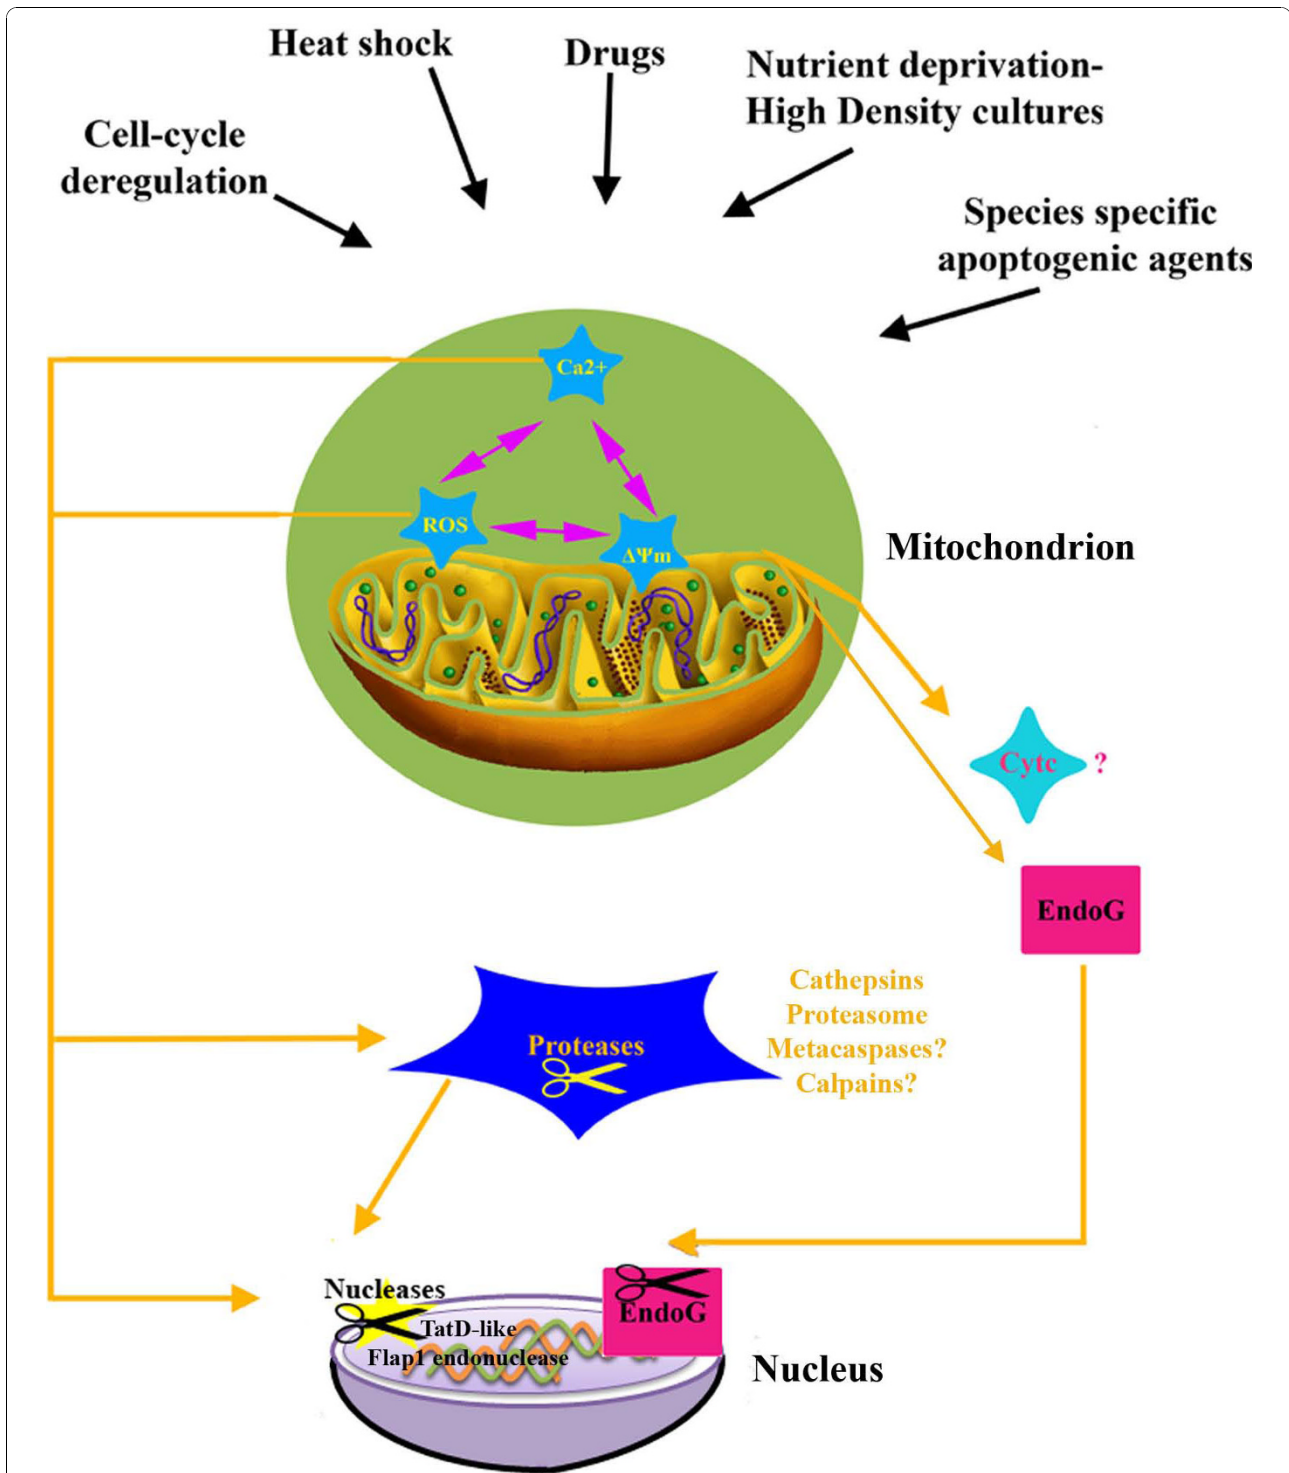 Heat shock
Drugs
Nutrient deprivation-
High Density cultures
Cell-cycle
deregulation
Species specific
apoptogenic agents
Ca2+
ROS
ΔΨm
Mitochondrion
Cytc ?
EndoG
Cathepsins
Proteasome
Metacaspases?
Calpains?
Proteases
Nucleases
TatD-like
Flap1 endonuclease
EndoG
Nucleus